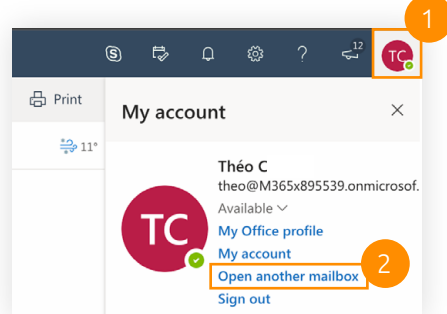 1
12
TC
Print
My account
11°
Théo C
theo@M365x895539.onmicrosof.
TC
Available
My Office profile
My account
2
Open another mailbox
Sign out